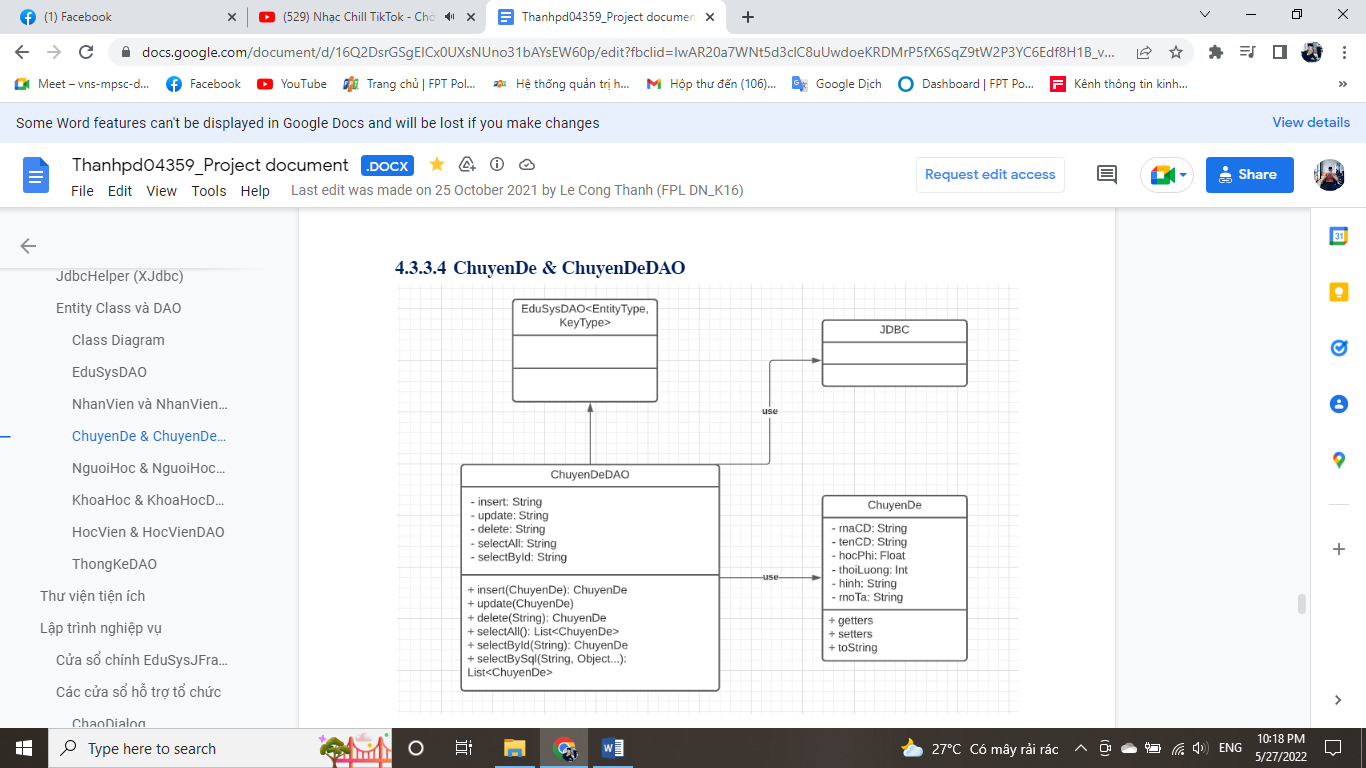 (1) Facebook
(529) Nhạc Chill TikTok - Chờ
Thanhpd04359_Project documen
docs.google.com/document/d/16Q2DsrGSgElCx0UXsNUno31bAYsEW60p/edit?fbclid=IwAR20a7WNt5d3clC8uUwdoeKRDMrP5fX6SqZ9tW2P3YC6Edf8H1B_v...
Meet – vns-mpsc-d...
Facebook
YouTube
Trang chủ | FPT Pol...
Hệ thống quản trị h...
Hộp thư đến (106)...
Google Dịch
Dashboard | FPT Po...
Kênh thông tin kinh...
Some Word features can't be displayed in Google Docs and will be lost if you make changes
View details
Thanhpd04359_Project document
.DOCX
File Edit View Tools Help
Last edit was made on 25 October 2021 by Le Cong Thanh (FPL DN_K16)
Request edit access
Share
JdbcHelper (XJdbc)
Entity Class và DAO
Class Diagram
EduSysDAO
NhanVien và NhanVien...
ChuyenDe & ChuyenDe...
NguoiHoc & NguoiHoc...
KhoaHoc & KhoaHocD...
HocVien & HocVienDAO
ThongKeDAO
Thư viện tiện ích
Lập trình nghiệp vụ
Cửa sổ chính EduSysJFra...
Các cửa sổ hỗ trợ tổ chức
ChaoDialog
4.3.3.4 ChuyenDe & ChuyenDeDAO
EduSysDAO<EntityType,
KeyType>
JDBC
use
ChuyenDeDAO
- insert: String
- update: String
- delete: String
- selectAll: String
- selectById: String
+ insert(ChuyenDe): ChuyenDe
+ update(ChuyenDe)
+ delete(String): ChuyenDe
+ selectAll(): List<ChuyenDe>
+ selectById(String): ChuyenDe
+ selectBySql(String, Object...):
List<ChuyenDe>
use
ChuyenDe
- maCD: String
- tenCD: String
- hocPhi: Float
- thoiLuong: Int
- hinh: String
- moTa: String
+ getters
+ setters
+ toString
31
Type here to search
27°C Có mây rải rác
ENG
10:18 PM
5/27/2022